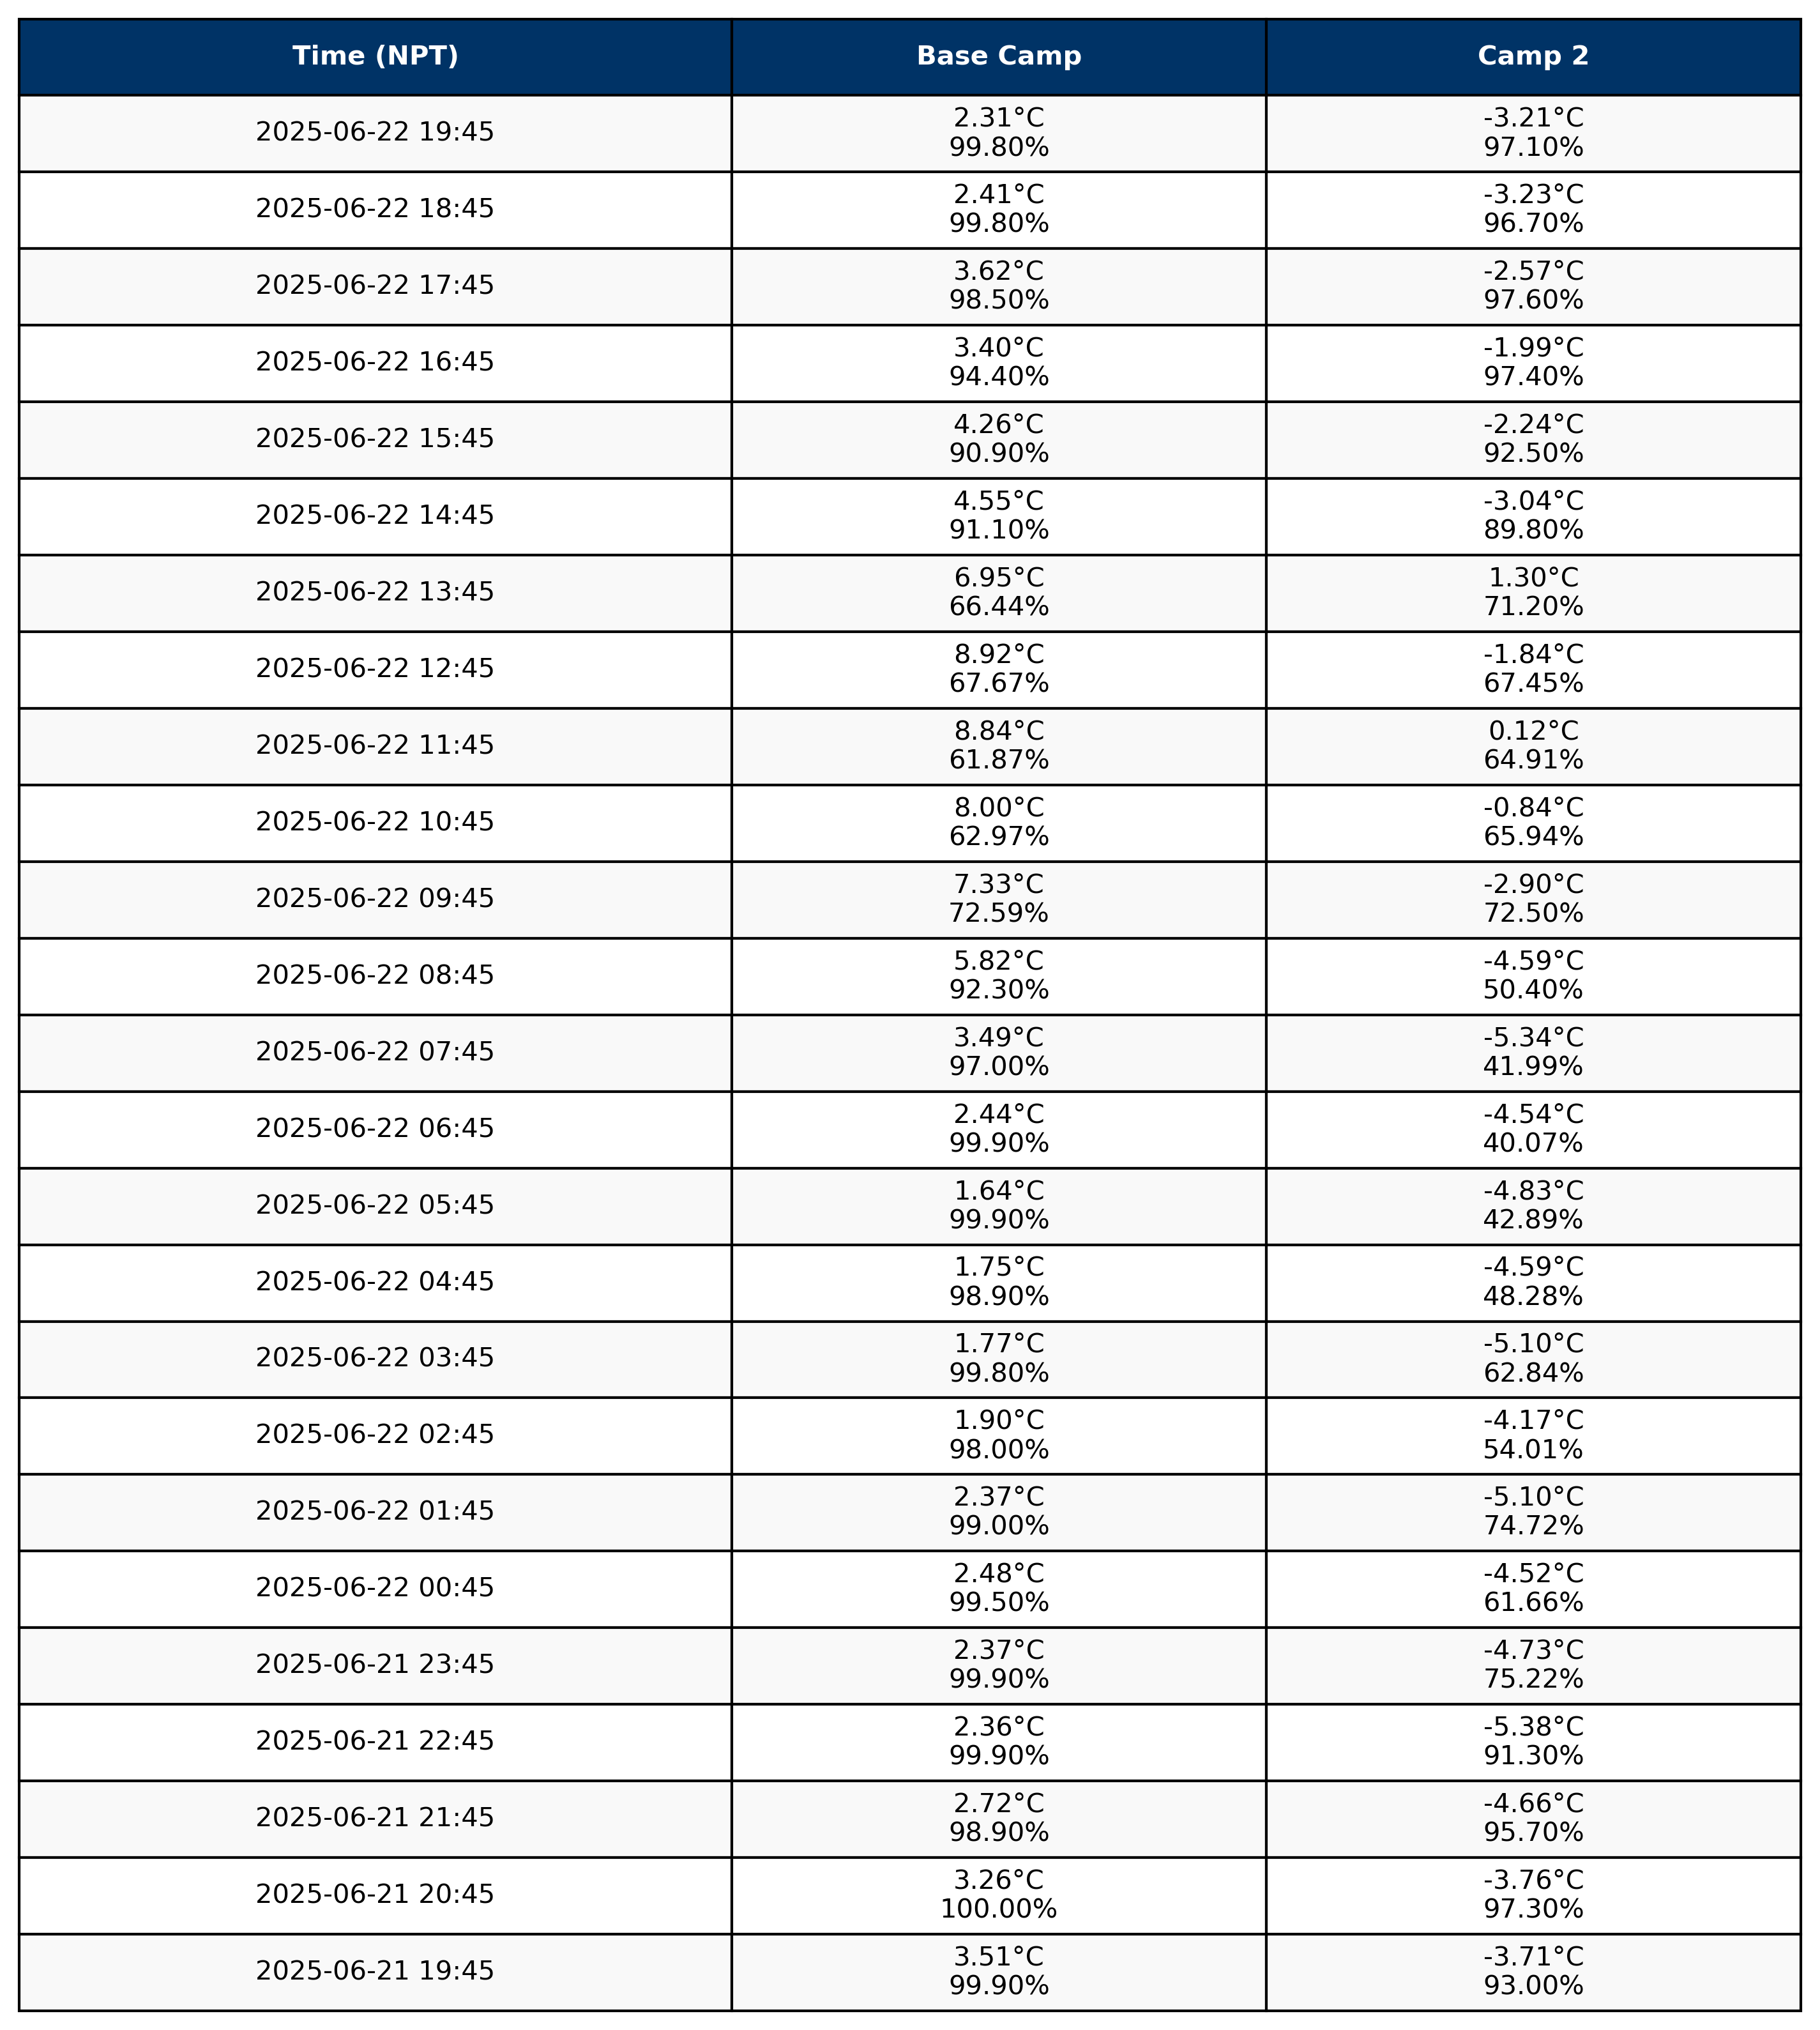 Time (NPT) Base Camp Camp 2
2025-06-22 19:45 2.31°C -3.21°C
99.80% 97.10%
2025-06-22 18:45 2.41°C -3.23°C
99.80% 96.70%
2025-06-22 17:45 3.62°C -2.57°C
98.50% 97.60%
2025-06-22 16:45 3.40°C -1.99°C
94.40% 97.40%
2025-06-22 15:45 4.26°C -2.24°C
90.90% 92.50%
2025-06-22 14:45 4.55°C -3.04°C
91.10% 89.80%
2025-06-22 13:45 6.95°C 1.30°C
66.44% 71.20%
2025-06-22 12:45 8.92°C -1.84°C
67.67% 67.45%
2025-06-22 11:45 8.84°C 0.12°C
61.87% 64.91%
2025-06-22 10:45 8.00°C -0.84°C
62.97% 65.94%
2025-06-22 09:45 7.33°C -2.90°C
72.59% 72.50%
2025-06-22 08:45 5.82°C -4.59°C
92.30% 50.40%
2025-06-22 07:45 3.49°C -5.34°C
97.00% 41.99%
2025-06-22 06:45 2.44°C -4.54°C
99.90% 40.07%
2025-06-22 05:45 1.64°C -4.83°C
99.90% 42.89%
2025-06-22 04:45 1.75°C -4.59°C
98.90% 48.28%
2025-06-22 03:45 1.77°C -5.10°C
99.80% 62.84%
2025-06-22 02:45 1.90°C -4.17°C
98.00% 54.01%
2025-06-22 01:45 2.37°C -5.10°C
99.00% 74.72%
2025-06-22 00:45 2.48°C -4.52°C
99.50% 61.66%
2025-06-21 23:45 2.37°C -4.73°C
99.90% 75.22%
2025-06-21 22:45 2.36°C -5.38°C
99.90% 91.30%
2025-06-21 21:45 2.72°C -4.66°C
98.90% 95.70%
2025-06-21 20:45 3.26°C -3.76°C
100.00% 97.30%
2025-06-21 19:45 3.51°C -3.71°C
99.90% 93.00%